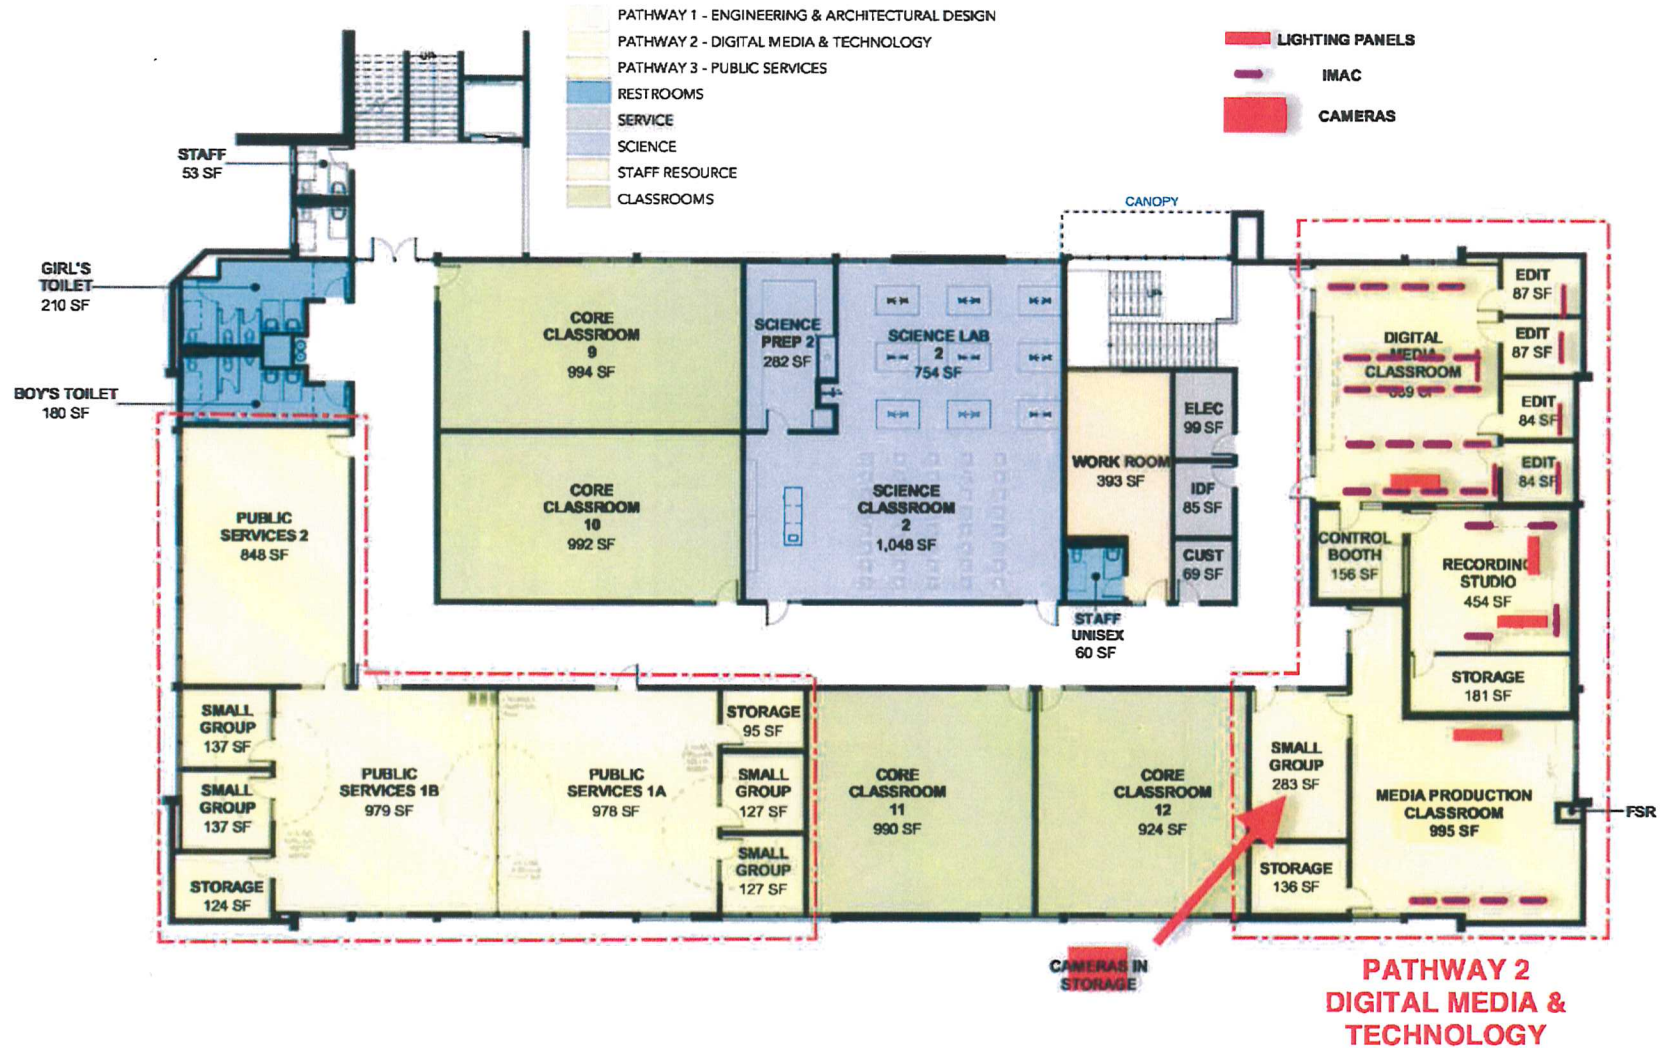 PATHWAY 1 - ENGINEERING & ARCHITECTURAL DESIGN
PATHWAY 2 - DIGITAL MEDIA & TECHNOLOGY
PATHWAY 3 - PUBLIC SERVICES
RESTROOMS
SERVICE
SCIENCE
STAFF RESOURCE
CLASSROOMS
LIGHTING PANELS
IMAC
CAMERAS
UP
STAFF
53 SF
CANOPY
GIRL'S
TOILET
210 SF
BOY'S TOILET
180 SF
CORE
CLASSROOM
9
994 SF
SCIENCE
PREP 2
282 SF
SCIENCE LAB
2
754 SF
UP
DIGITAL
MEDIA
CLASSROOM
EDIT
87 SF
EDIT
87 SF
EDIT
84 SF
EDIT
84 SF
ELEC
99 SF
WORK ROOM
393 SF
IDF
85 SF
CUST
69 SF
STAFF
UNISEX
60 SF
CORE
CLASSROOM
10
992 SF
SCIENCE
CLASSROOM
2
1,048 SF
PUBLIC
SERVICES 2
848 SF
CONTROL
BOOTH
156 SF
RECORDING
STUDIO
454 SF
STORAGE
181 SF
SMALL
GROUP
137 SF
SMALL
GROUP
137 SF
STORAGE
124 SF
PUBLIC
SERVICES 1B
979 SF
PUBLIC
SERVICES 1A
978 SF
STORAGE
95 SF
SMALL
GROUP
127 SF
SMALL
GROUP
127 SF
CORE
CLASSROOM
11
990 SF
CORE
CLASSROOM
12
924 SF
SMALL
GROUP
283 SF
STORAGE
136 SF
MEDIA PRODUCTION
CLASSROOM
995 SF
FSR
CAMERAS IN
STORAGE
PATHWAY 2
DIGITAL MEDIA &
TECHNOLOGY